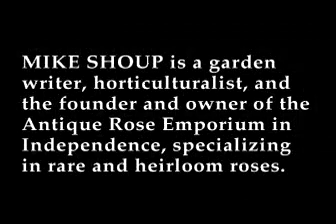 MIKE SHOUP is a garden
writer, horticulturalist, and
the founder and owner of the
Antique Rose Emporium in
Independence, specializing
in rare and heirloom roses.